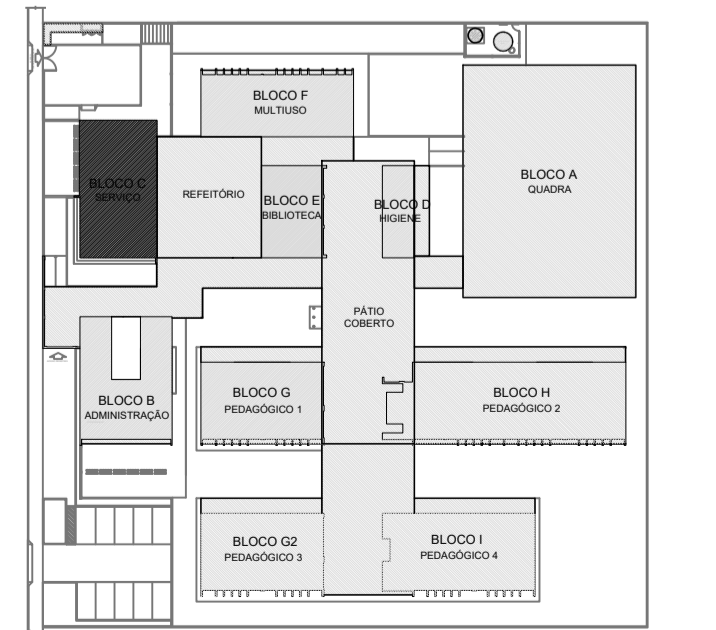 BLOCO F
MULTIUSO
BLOCO A
QUADRA
BLOCO C
SERVIÇO
REFEITÓRIO
BLOCO E
BIBLIOTECA
BLOCO D
HIGIENE
PÁTIO
COBERTO
BLOCO B
ADMINISTRAÇÃO
BLOCO G
PEDAGÓGICO 1
BLOCO H
PEDAGÓGICO 2
BLOCO G2
PEDAGÓGICO 3
BLOCO I
PEDAGÓGICO 4